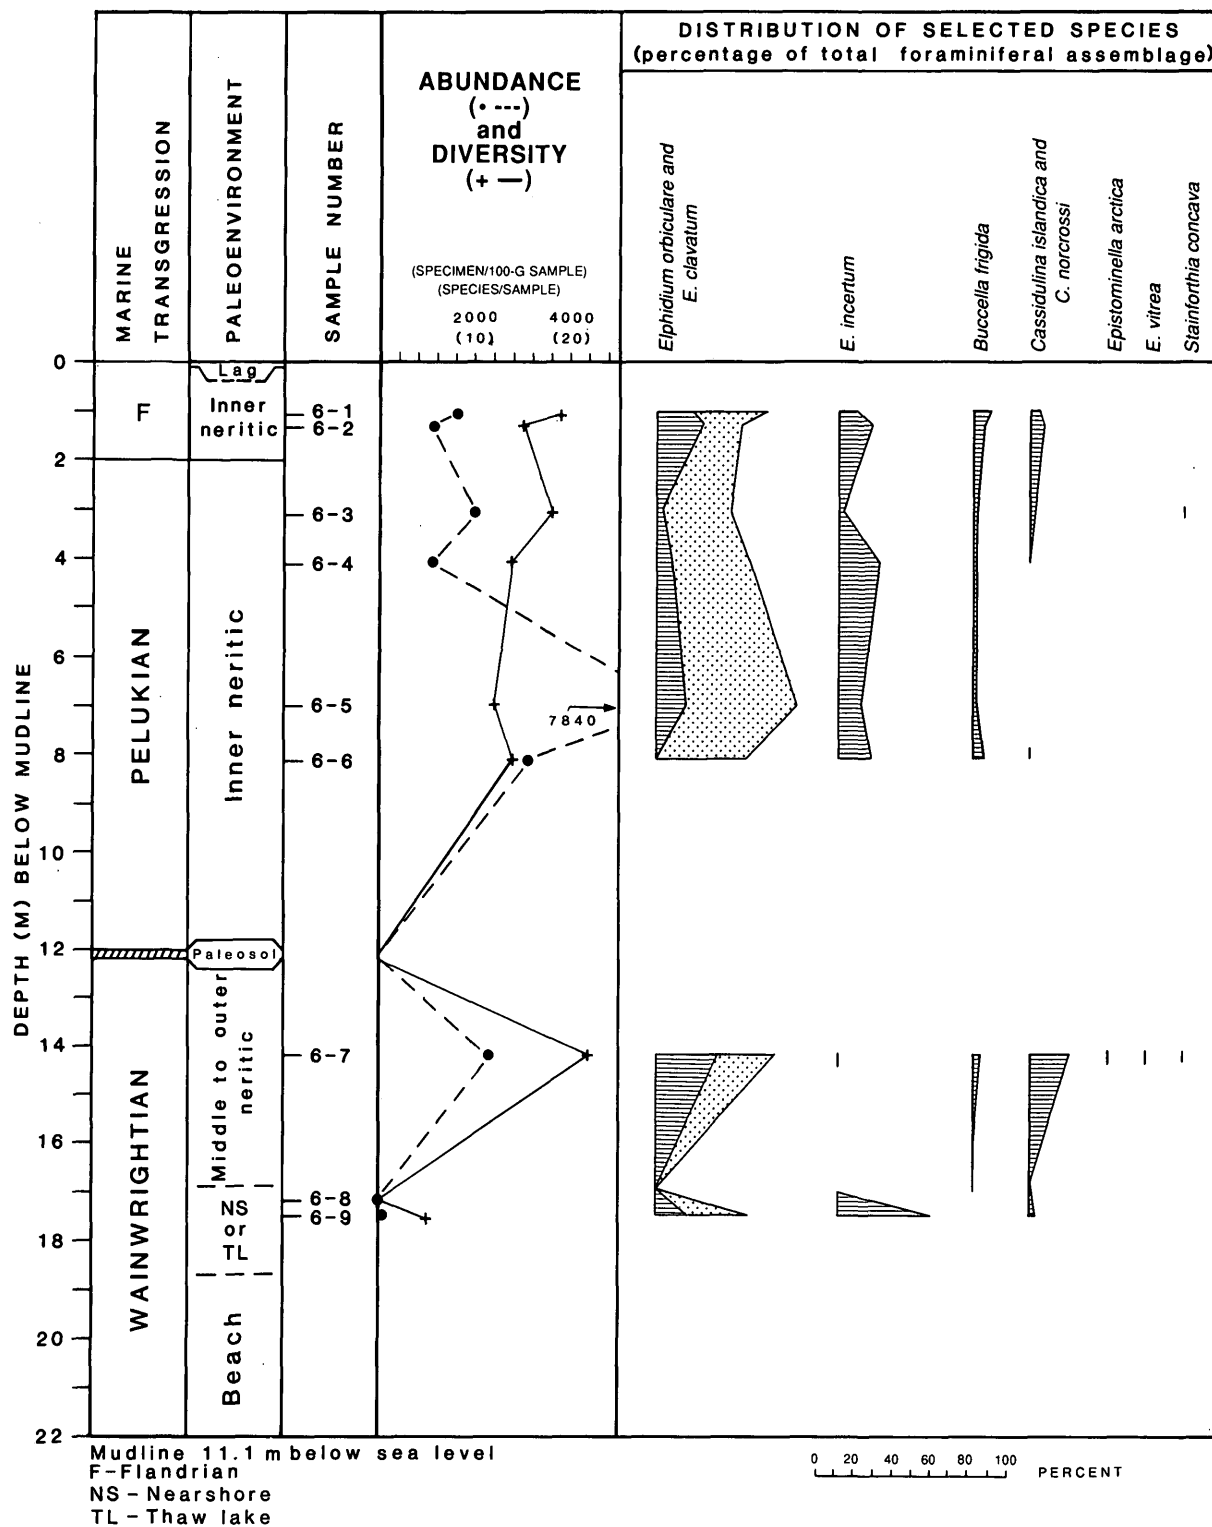 DISTRIBUTION OF SELECTED SPECIES
(percentage of total foraminiferal assemblage)
MARINE
TRANSGRESSION
PALEOENVIRONMENT
SAMPLE NUMBER
ABUNDANCE
(• ---)
and
DIVERSITY
(+ —)
(SPECIMEN/100-G SAMPLE)
(SPECIES/SAMPLE)
2000 4000
(10) (20)
Elphidium orbiculare and
E. clavatum
E. incertum
Buccella frigida
Cassidulina islandica and
C. norcrossi
Epistominella arctica
E. vitrea
Stainforthia concava
DEPTH (M) BELOW MUDLINE
0
2
4
6
8
10
12
14
16
18
20
22
F
PELUKIAN
WAINWRIGHTIAN
Lag
Inner
neritic
Inner neritic
Paleosol
Middle to outer
neritic
NS
or
TL
Beach
6-1
6-2
6-3
6-4
6-5
6-6
6-7
6-8
6-9
7840
Mudline 11.1 m below sea level
F-Flandrian
NS - Nearshore
TL - Thaw lake
0 20 40 60 80 100
PERCENT